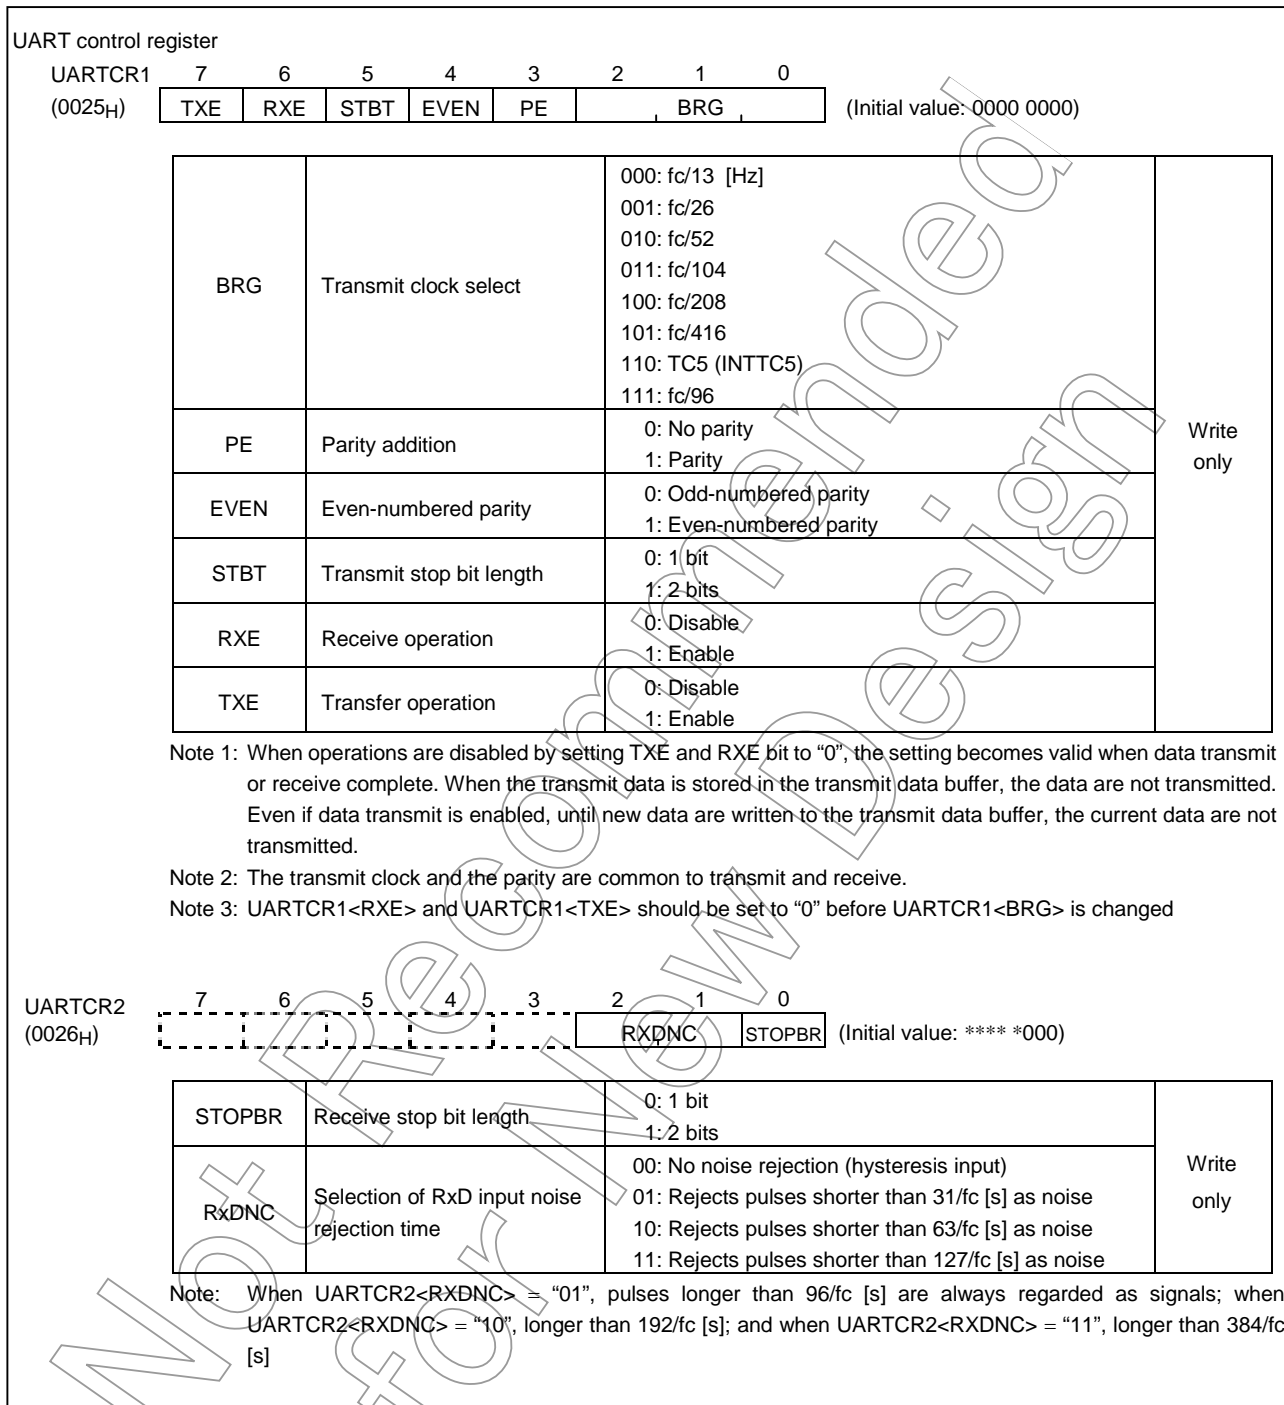 UART control register
UARTCR1 7 6 5 4 3 2 1 0
(0025H) TXE RXE STBT EVEN PE BRG (Initial value: 0000 0000)
BRG Transmit clock select
000: fc/13 [Hz]
001: fc/26
010: fc/52
011: fc/104
100: fc/208
101: fc/416
110: TC5 (INTTC5)
111: fc/96
Write only
PE Parity addition
0: No parity
1: Parity
EVEN Even-numbered parity
0: Odd-numbered parity
1: Even-numbered parity
STBT Transmit stop bit length
0: 1 bit
1: 2 bits
RXE Receive operation
0: Disable
1: Enable
TXE Transfer operation
0: Disable
1: Enable
Note 1: When operations are disabled by setting TXE and RXE bit to “0”, the setting becomes valid when data transmit
or receive complete. When the transmit data is stored in the transmit data buffer, the data are not transmitted.
Even if data transmit is enabled, until new data are written to the transmit data buffer, the current data are not
transmitted.
Note 2: The transmit clock and the parity are common to transmit and receive.
Note 3: UARTCR1<RXE> and UARTCR1<TXE> should be set to “0” before UARTCR1<BRG> is changed
UARTCR2 7 6 5 4 3 2 1 0
(0026H) RXDNC STOPBR (Initial value: **** *000)
STOPBR Receive stop bit length
0: 1 bit
1: 2 bits
Write only
RxDNC Selection of RxD input noise
rejection time
00: No noise rejection (hysteresis input)
01: Rejects pulses shorter than 31/fc [s] as noise
10: Rejects pulses shorter than 63/fc [s] as noise
11: Rejects pulses shorter than 127/fc [s] as noise
Note: When UARTCR2<RXDNC> = “01”, pulses longer than 96/fc [s] are always regarded as signals; when
UARTCR2<RXDNC> = “10”, longer than 192/fc [s]; and when UARTCR2<RXDNC> = “11”, longer than 384/fc
[s]
Not Recommended
for New Design